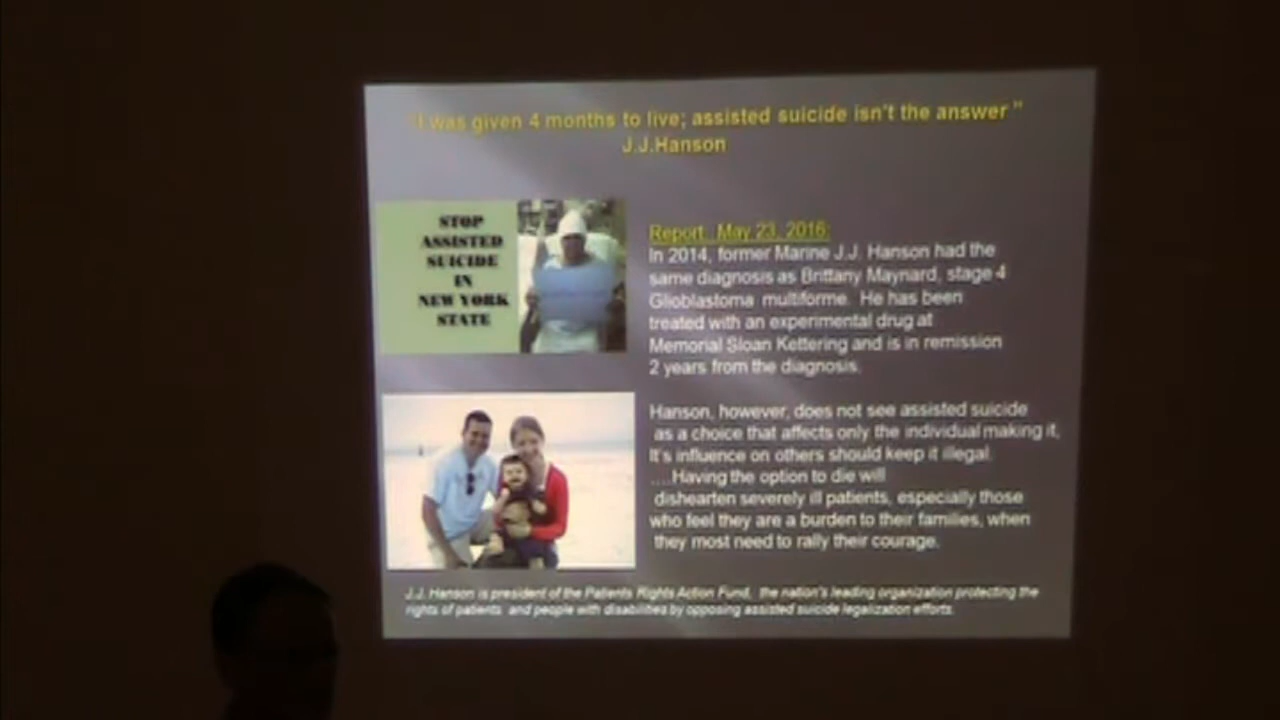 "I was given 4 months to live; assisted suicide isn't the answer "
J.J.Hanson
STOP
ASSISTED
SUICIDE
IN
NEW YORK
STATE
Report, May 23, 2016:
In 2014, former Marine J.J. Hanson had the
same diagnosis as Brittany Maynard, stage 4
Glioblastoma multiforme. He has been
treated with an experimental drug at
Memorial Sloan Kettering and is in remission
2 years from the diagnosis.
Hanson, however, does not see assisted suicide
as a choice that affects only the individual making it,
It's influence on others should keep it illegal.
....Having the option to die will
dishearten severely ill patients, especially those
who feel they are a burden to their families, when
they most need to rally their courage.
J.J. Hanson is president of the Patients Rights Action Fund, the nation's leading organization protecting the
rights of patients and people with disabilities by opposing assisted suicide legalization efforts.